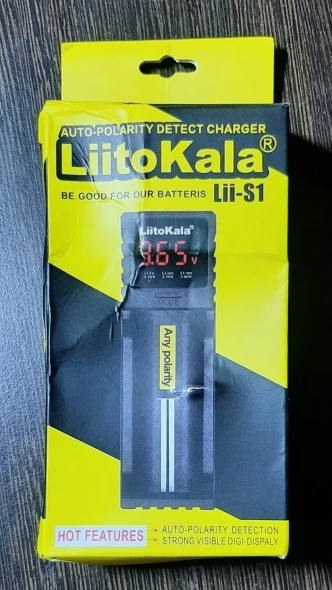 AUTO-POLARITY DETECT CHARGER
LiitoKala®
BE GOOD FOR OUR BATTERIS Lii-S1
LiitoKala®
3.65v
Any polarity
HOT FEATURES
AUTO-POLARITY DETECTION
STRONG VISIBLE DIGI-DISPALY